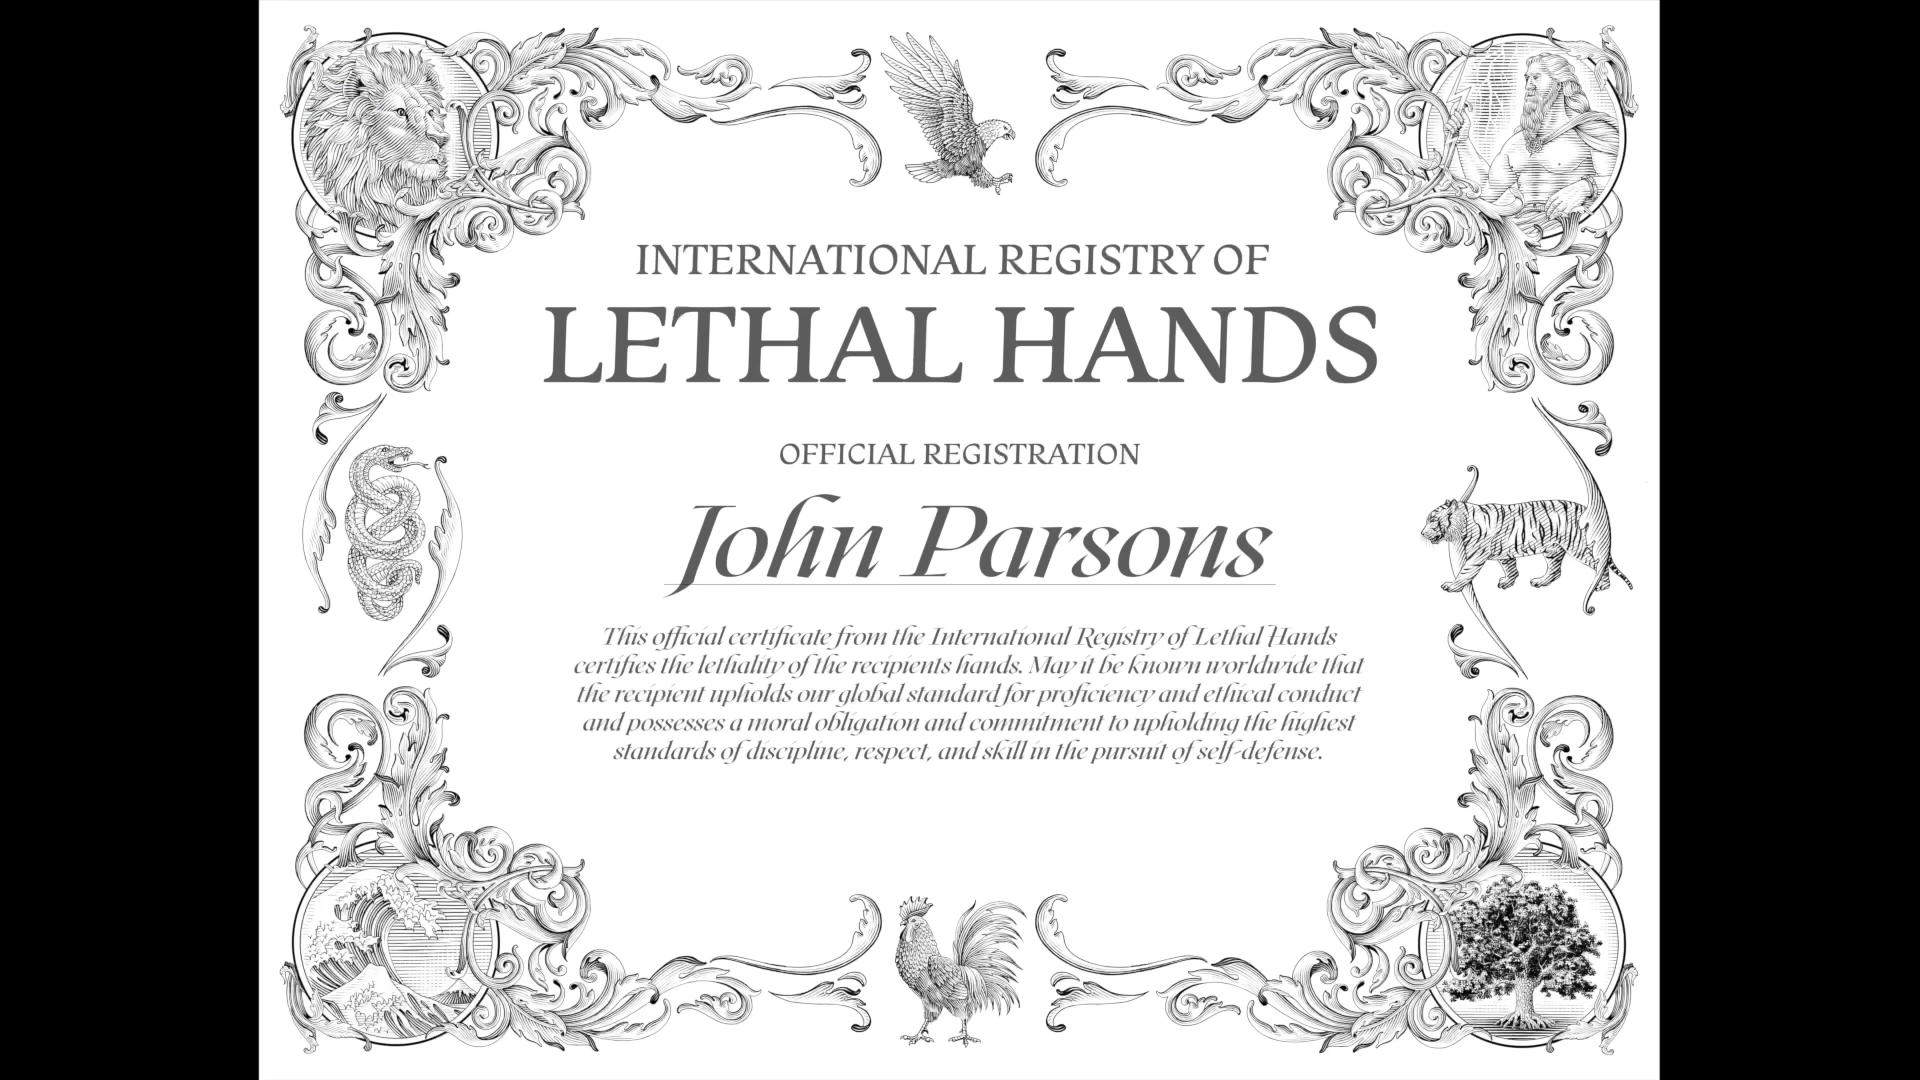 INTERNATIONAL REGISTRY OF
LETHAL HANDS
OFFICIAL REGISTRATION
John Parsons
This official certificate from the International Registry of Lethal Hands
certifies the lethality of the recipients hands. May it be known worldwide that
the recipient upholds our global standard for proficiency and ethical conduct
and possesses a moral obligation and commitment to upholding the highest
standards of discipline, respect, and skill in the pursuit of self-defense.